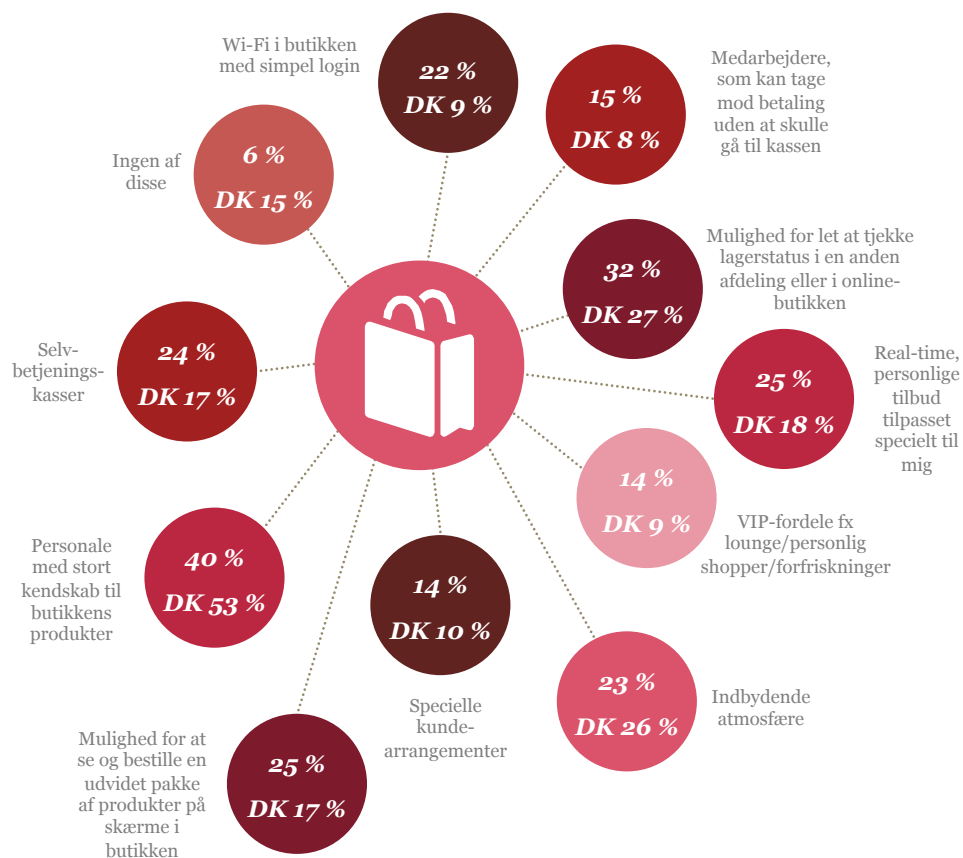 Wi-Fi i butikken
med simpel login
22 %
DK 9 %
Medarbejdere,
som kan tage
mod betaling
uden at skulle
gå til kassen
15 %
DK 8 %
Ingen af
disse
6 %
DK 15 %
Mulighed for let at tjekke
lagerstatus i en anden
afdeling eller i online-
butikken
32 %
DK 27 %
Selv-
betjenings-
kasser
24 %
DK 17 %
Real-time,
personlige
tilbud
tilpasset
specielt til
mig
25 %
DK 18 %
14 %
DK 9 %
VIP-fordele fx
lounge/personlig
shopper/forfriskninger
Personale
med stort
kendskab til
butikkens
produkter
40 %
DK 53 %
14 %
DK 10 %
Specielle
kunde-
arrangementer
23 %
DK 26 %
Indbydende
atmosfære
Mulighed for at
se og bestille en
udvidet pakke
af produkter på
skærme i
butikken
25 %
DK 17 %